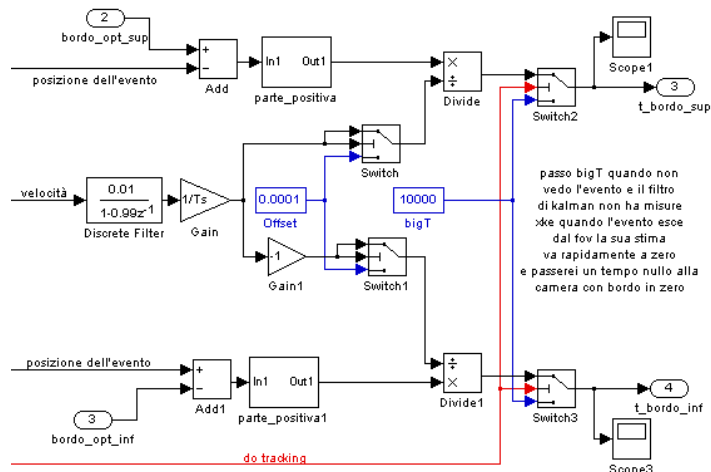 2
bordo_opt_sup
posizione dell'evento
+
−
Add
In1 Out1
parte_positiva
×
÷
Divide
Switch2
Scope1
3
t_bordo_sup
Switch
velocità
0.01
1-0.99z-1
Discrete Filter
1/Ts
Gain
0.0001
Offset
10000
bigT
passo bigT quando non
vedo l'evento e il filtro
di kalman non ha misure
xke quando l'evento esce
dal fov la sua stima
va rapidamente a zero
e passerei un tempo nullo alla
camera con bordo in zero
-1
Gain1
Switch1
posizione dell'evento
+
−
Add1
In1 Out1
parte_positiva1
÷
×
Divide1
Switch3
4
t_bordo_inf
3
bordo_opt_inf
do tracking
Scope3